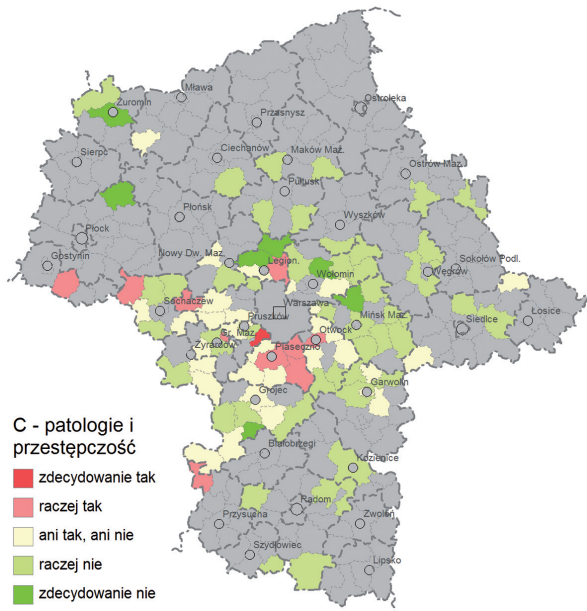 Mława
Żuromin
Ostrołęka
Przasnysz
Sierpc
Ciechanów
Maków Maz.
Ostrów Maz.
Pułtusk
Płońsk
Wyszków
Płock
Nowy Dw. Maz.
Legion.
Sokołów Podl.
Gostynin
Wołomin
Węgrów
Sochaczew
Warszawa
Łosice
Pruszków
Mińsk Maz.
Siedlce
Gr. Maz.
Otwock
Żyrardów
Piaseczno
Garwolin
Grójec
C - patologie i
przestępczość
Białobrzegi
zdecydowanie tak
Kozienice
raczej tak
Radom
ani tak, ani nie
Przysucha
Zwoleń
raczej nie
Szydłowiec
Lipsko
zdecydowanie nie